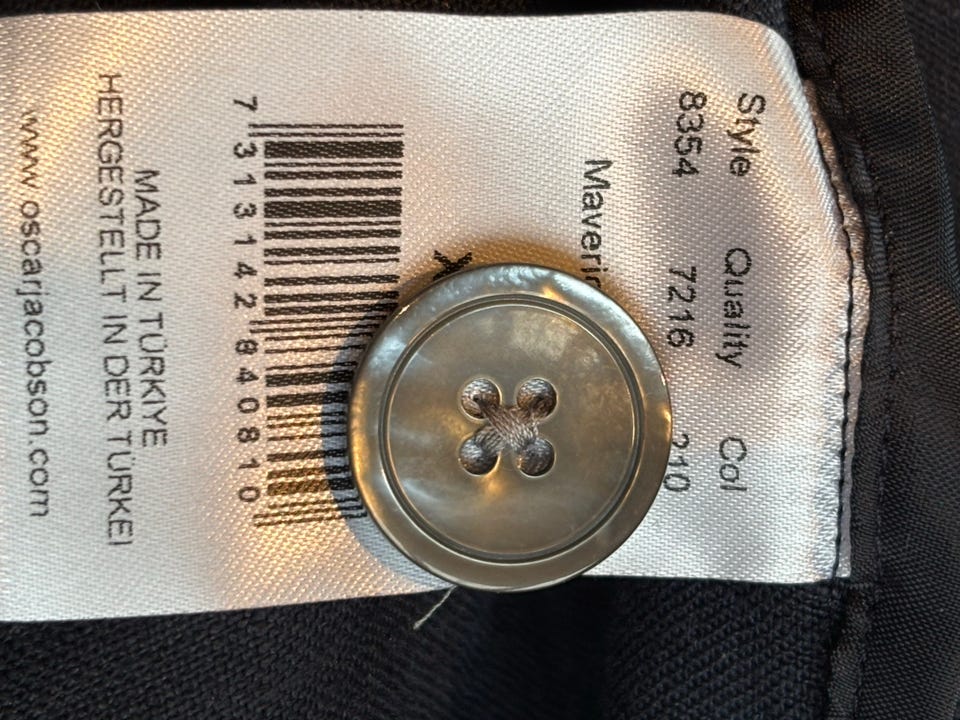 Style Quality Col
8354 7216 210
7 313142 840810
MADE IN TÜRKIYE
HERGESTELLT IN DER TÜRKEI
www.oscarjacobson.com